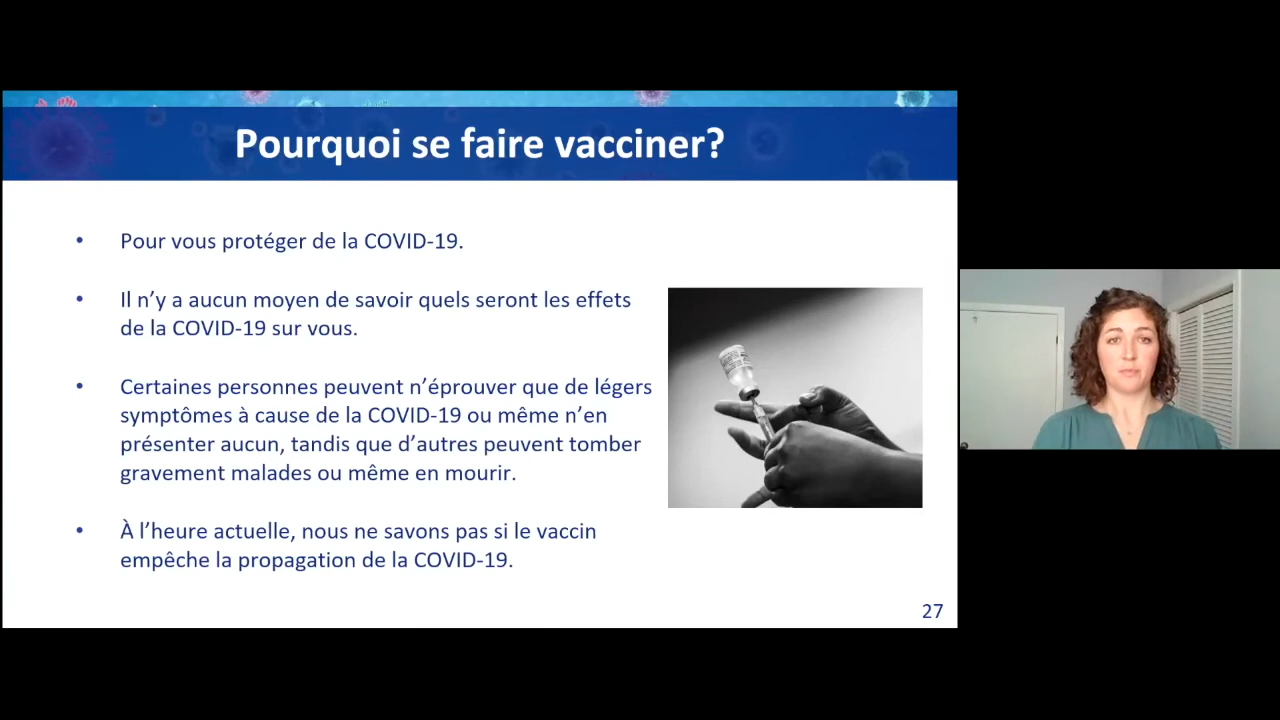 Pourquoi se faire vacciner?
• Pour vous protéger de la COVID-19.
• Il n’y a aucun moyen de savoir quels seront les effets
de la COVID-19 sur vous.
• Certaines personnes peuvent n’éprouver que de légers
symptômes à cause de la COVID-19 ou même n’en
présenter aucun, tandis que d’autres peuvent tomber
gravement malades ou même en mourir.
• À l’heure actuelle, nous ne savons pas si le vaccin
empêche la propagation de la COVID-19.
27